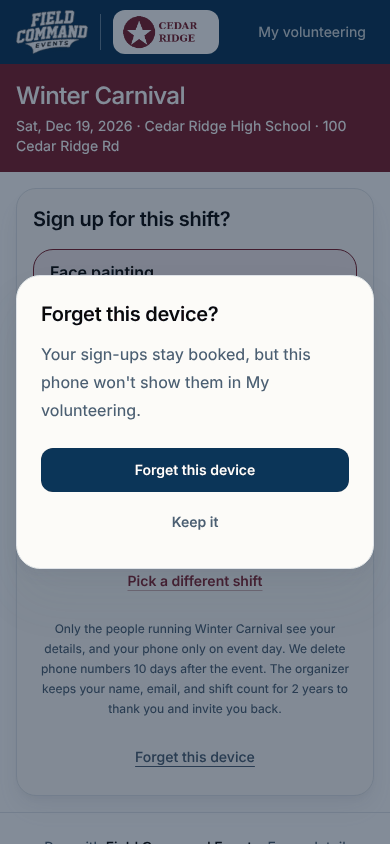 FIELD
COMMAND
EVENTS
CEDAR
RIDGE
My volunteering
Winter Carnival
Sat, Dec 19, 2026 · Cedar Ridge High School · 100
Cedar Ridge Rd
Sign up for this shift?
Face painting
Forget this device?
Your sign-ups stay booked, but this
phone won't show them in My
volunteering.
Forget this device
Keep it
Pick a different shift
Only the people running Winter Carnival see your
details, and your phone only on event day. We delete
phone numbers 10 days after the event. The organizer
keeps your name, email, and shift count for 2 years to
thank you and invite you back.
Forget this device